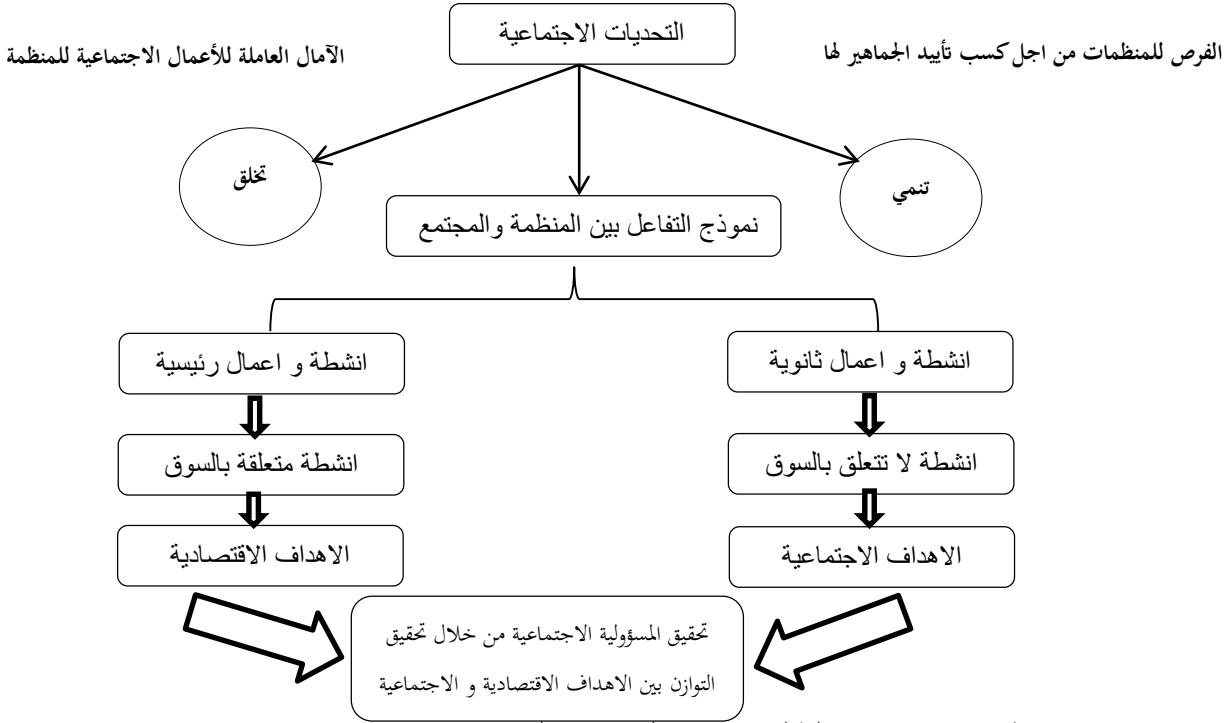 التحديات الاجتماعية
الفرص للمنظمات من اجل كسب تأييد الجماهير لها
الآمال العاملة للأعمال الاجتماعية للمنظمة
تنمي
تخلق
نموذج التفاعل بين المنظمة والمجتمع
انشطة و اعمال ثانوية
انشطة و اعمال رئيسية
انشطة لا تتعلق بالسوق
انشطة متعلقة بالسوق
الاهداف الاجتماعية
الاهداف الاقتصادية
تحقيق المسؤولية الاجتماعية من خلال تحقيق
التوازن بين الاهداف الاقتصادية و الاجتماعية